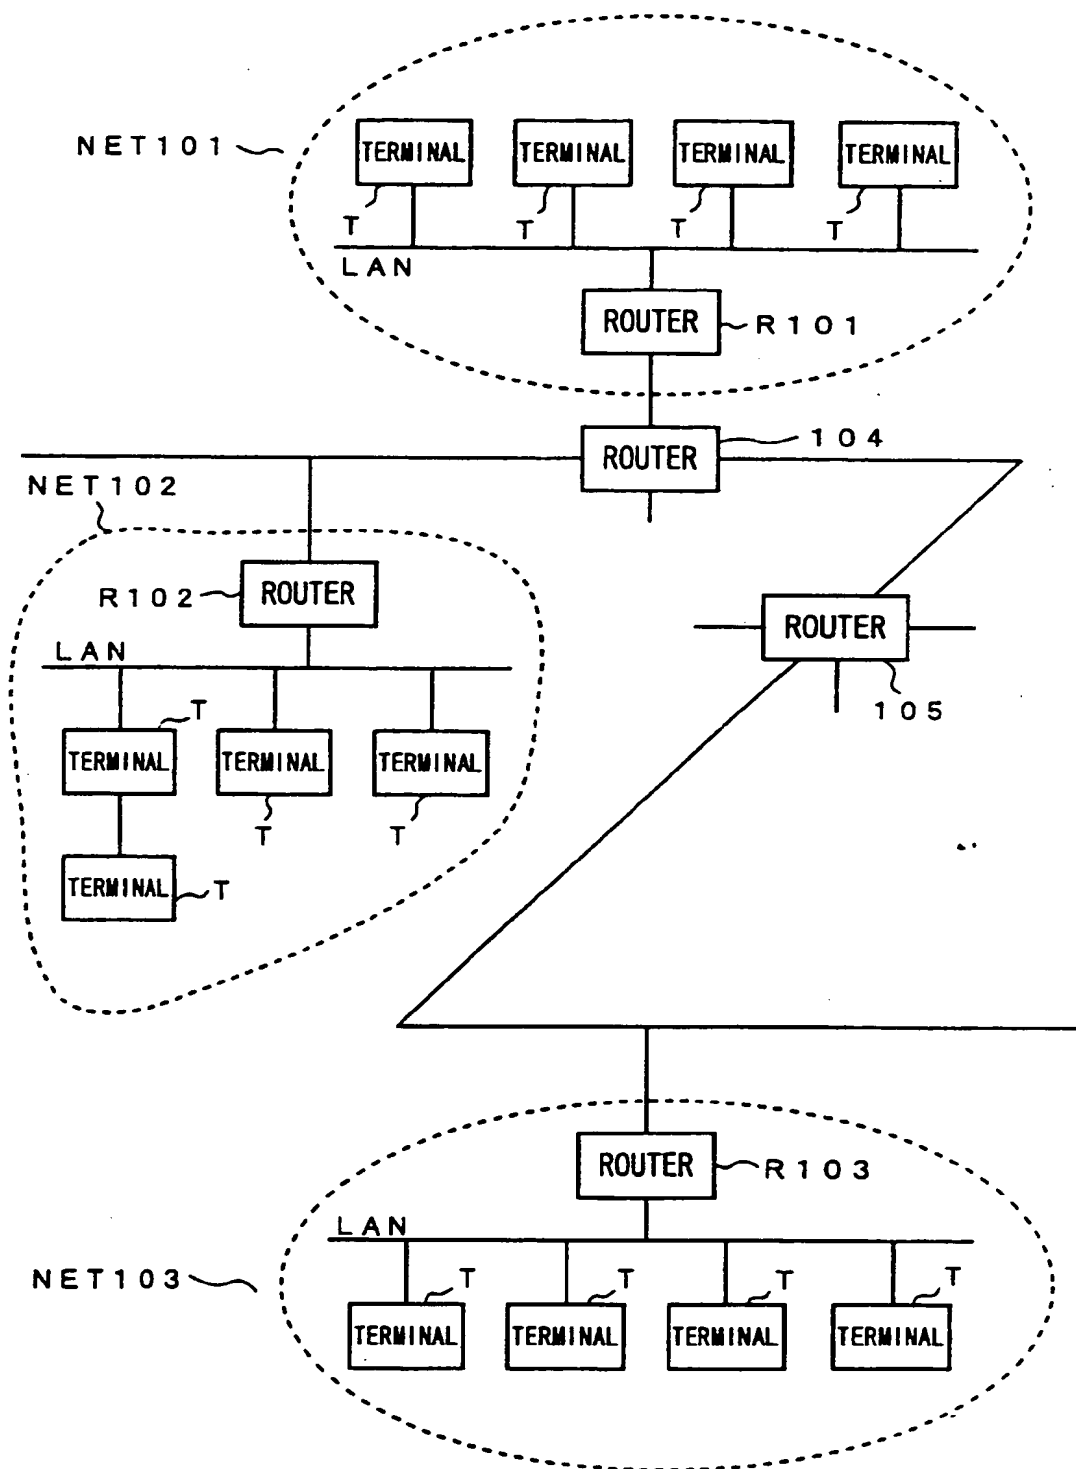 NET101
TERMINAL TERMINAL TERMINAL TERMINAL
T T T T
LAN
ROUTER R101
ROUTER 104
NET102
R102 ROUTER
ROUTER
105
LAN
T
TERMINAL TERMINAL TERMINAL
T T
TERMINAL T
ROUTER R103
LAN
NET103
T T T T
TERMINAL TERMINAL TERMINAL TERMINAL